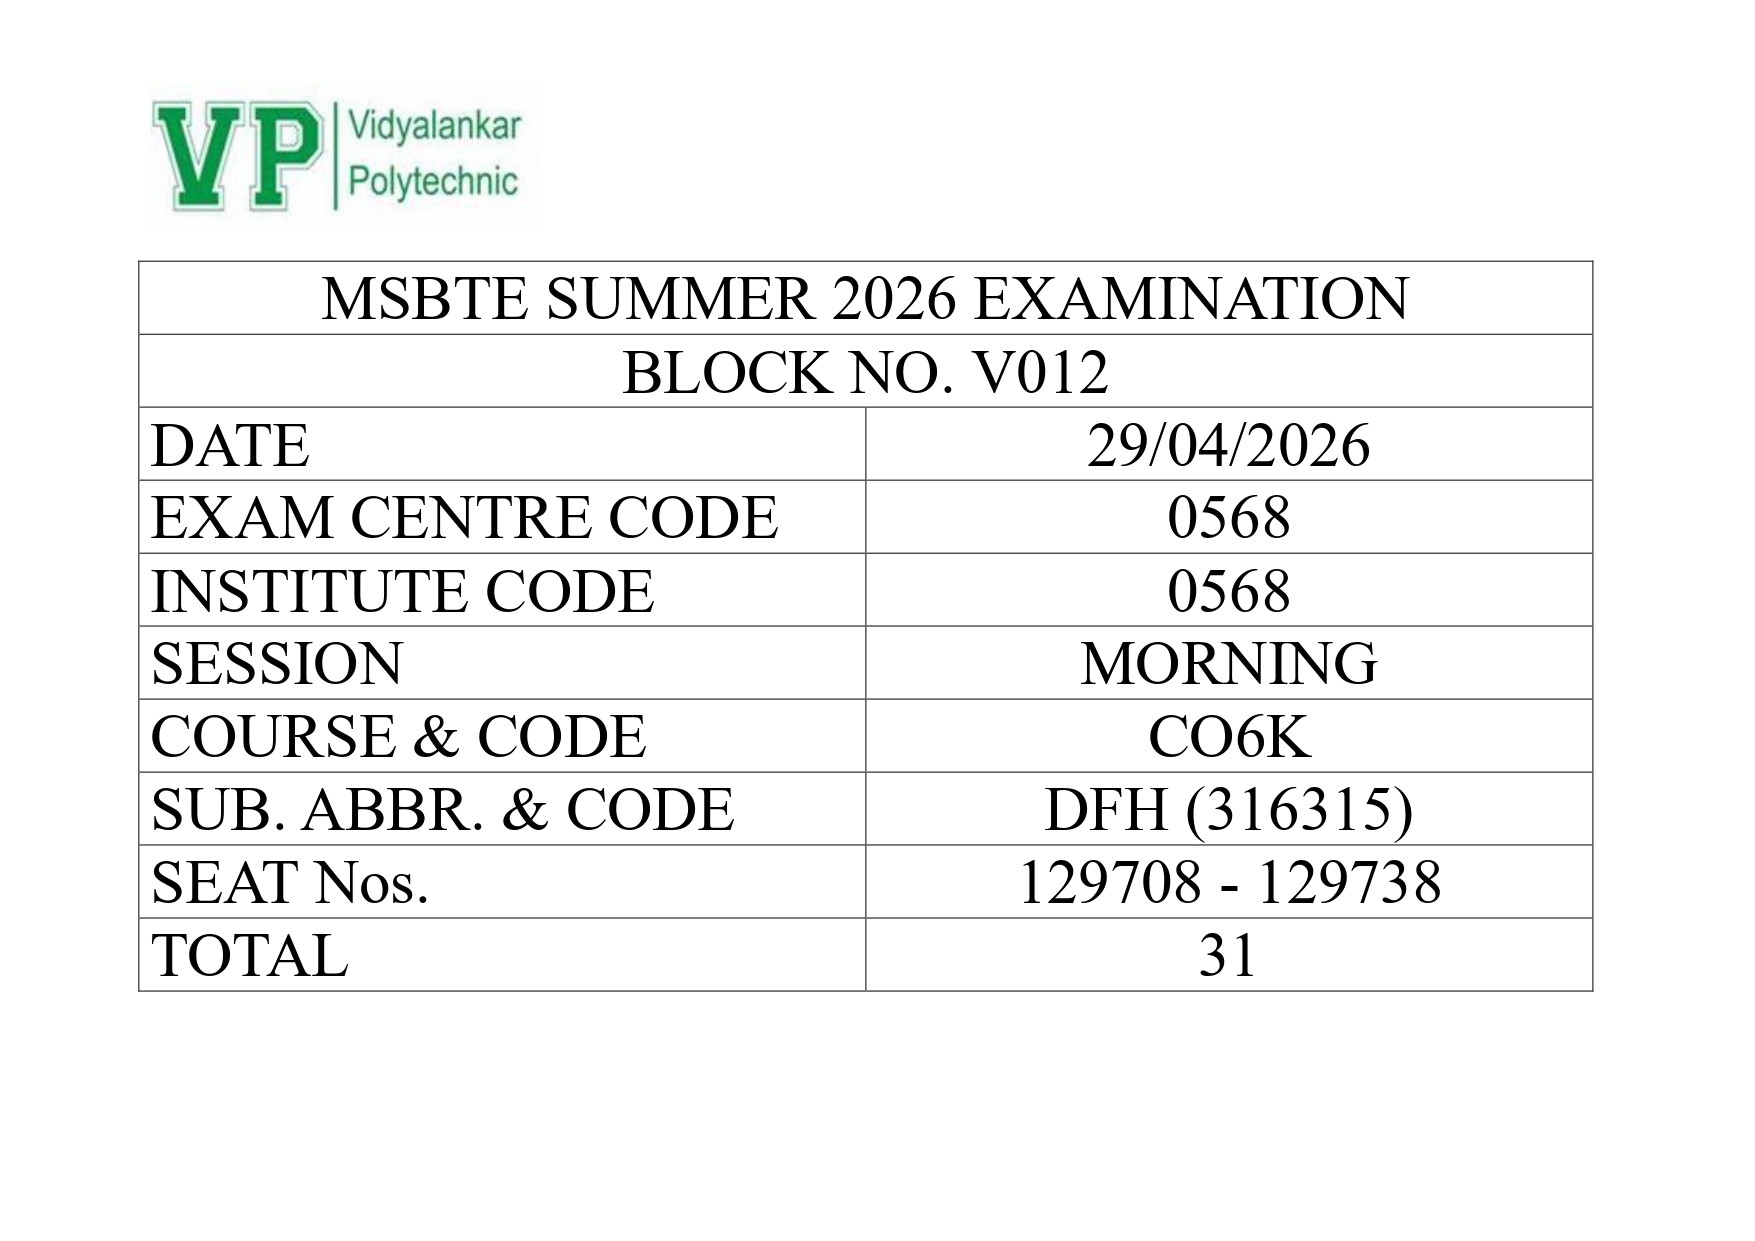 VP Vidyalankar
Polytechnic
MSBTE SUMMER 2026 EXAMINATION
BLOCK NO. V012
DATE 29/04/2026
EXAM CENTRE CODE 0568
INSTITUTE CODE 0568
SESSION MORNING
COURSE & CODE CO6K
SUB. ABBR. & CODE DFH (316315)
SEAT Nos. 129708 - 129738
TOTAL 31